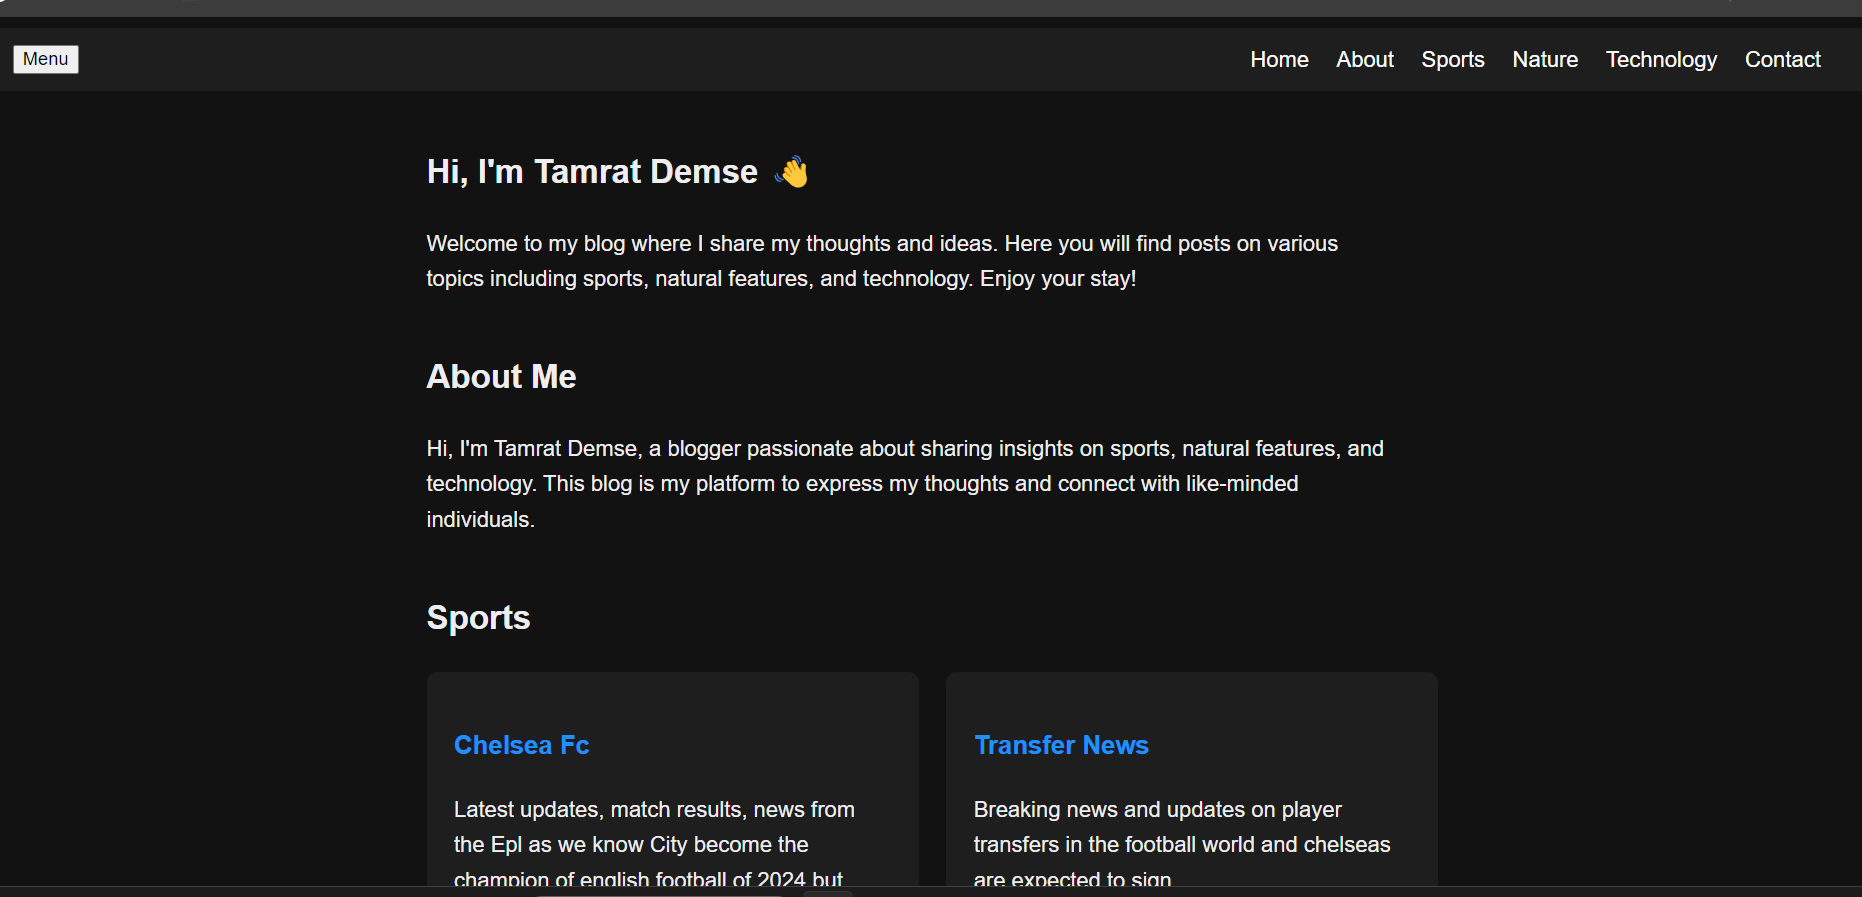 Menu
Home About Sports Nature Technology Contact
Hi, I'm Tamrat Demse 👋
Welcome to my blog where I share my thoughts and ideas. Here you will find posts on various
topics including sports, natural features, and technology. Enjoy your stay!
About Me
Hi, I'm Tamrat Demse, a blogger passionate about sharing insights on sports, natural features, and
technology. This blog is my platform to express my thoughts and connect with like-minded
individuals.
Sports
Chelsea Fc
Latest updates, match results, news from
the Epl as we know City become the
champion of english football of 2024 but
Transfer News
Breaking news and updates on player
transfers in the football world and chelseas
are expected to sign